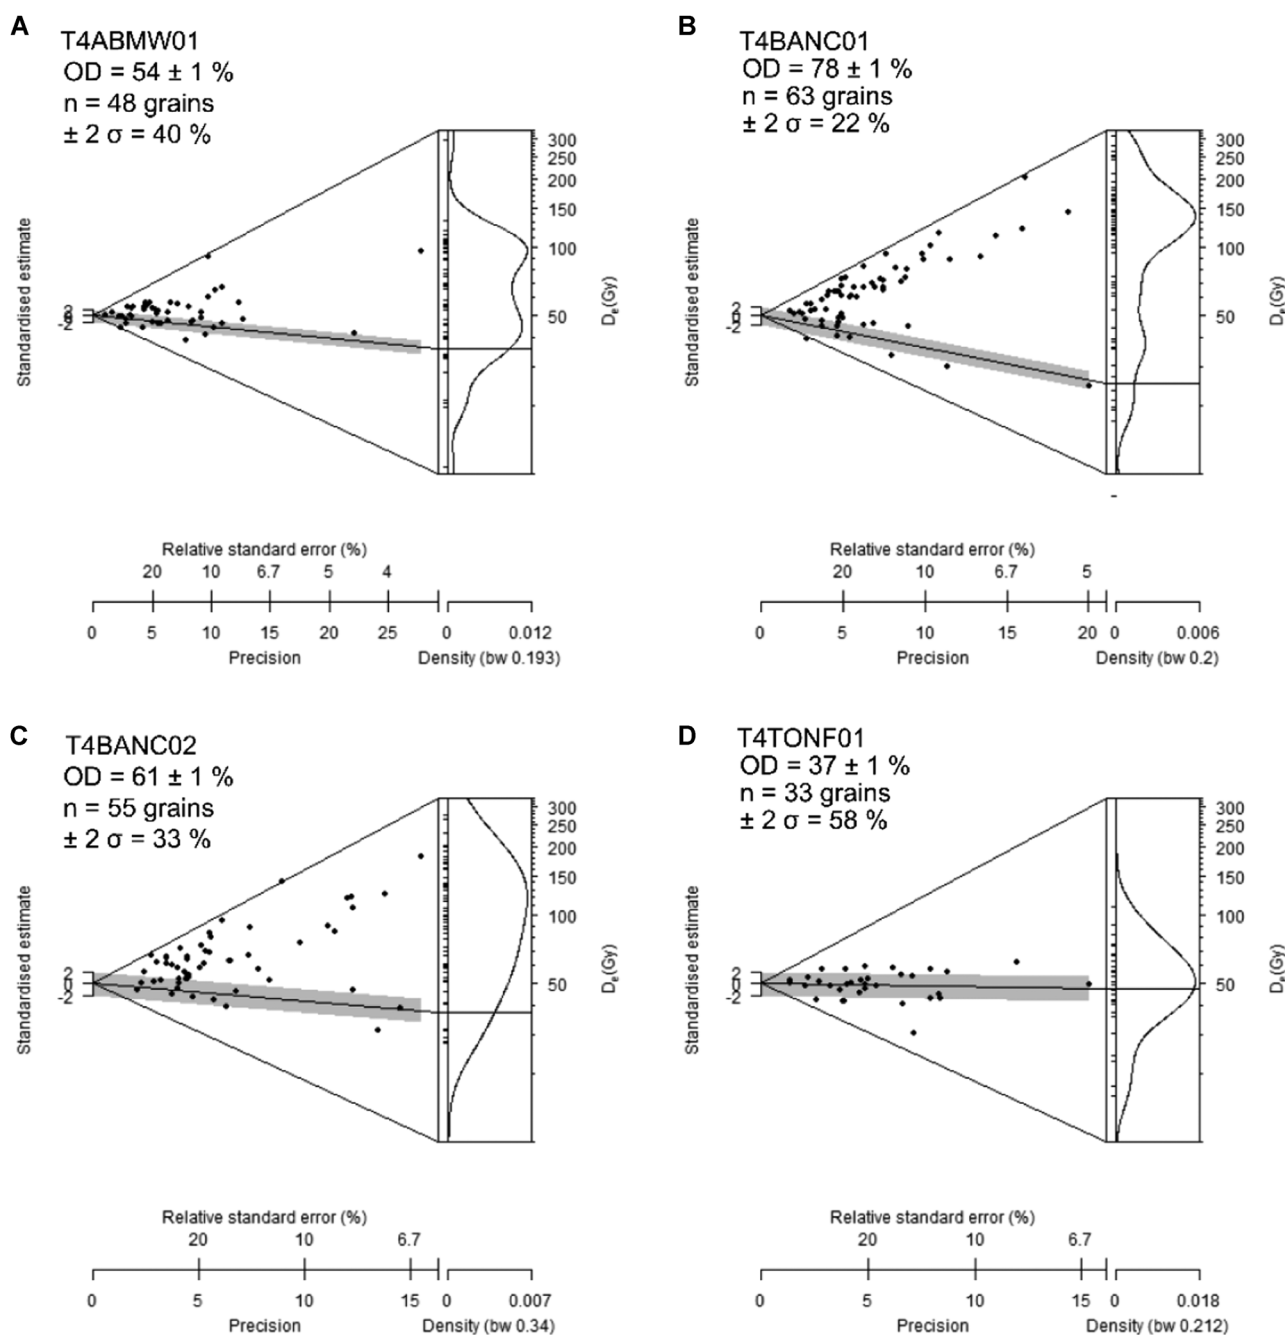 A
T4ABMW01
OD = 54 ± 1 %
n = 48 grains
± 2 σ = 40 %
Standardised estimate
2
0
-2
300
250
200
150
100
50
De(Gy)
Relative standard error (%)
20 10 6.7 5 4
0 5 10 15 20 25 0 0.012
Precision Density (bw 0.193)
B
T4BANC01
OD = 78 ± 1 %
n = 63 grains
± 2 σ = 22 %
Standardised estimate
2
0
-2
300
250
200
150
100
50
De(Gy)
-
Relative standard error (%)
20 10 6.7 5
0 5 10 15 20 0 0.006
Precision Density (bw 0.2)
C
T4BANC02
OD = 61 ± 1 %
n = 55 grains
± 2 σ = 33 %
Standardised estimate
2
0
-2
300
250
200
150
100
50
De(Gy)
Relative standard error (%)
20 10 6.7
0 5 10 15 0 0.007
Precision Density (bw 0.34)
D
T4TONF01
OD = 37 ± 1 %
n = 33 grains
± 2 σ = 58 %
Standardised estimate
2
0
-2
300
250
200
150
100
50
De(Gy)
Relative standard error (%)
20 10 6.7
0 5 10 15 0 0.018
Precision Density (bw 0.212)